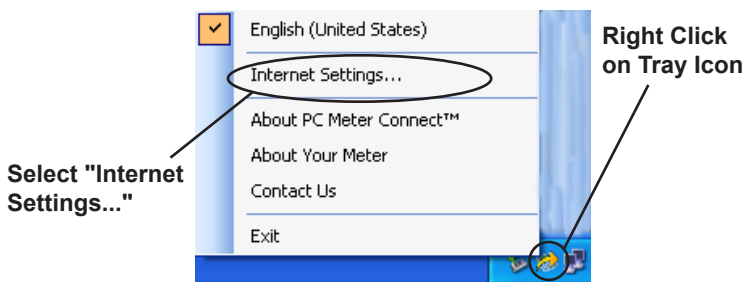 English (United States)
Right Click
on Tray Icon
Internet Settings...
About PC Meter Connect™
About Your Meter
Select "Internet
Settings..."
Contact Us
Exit